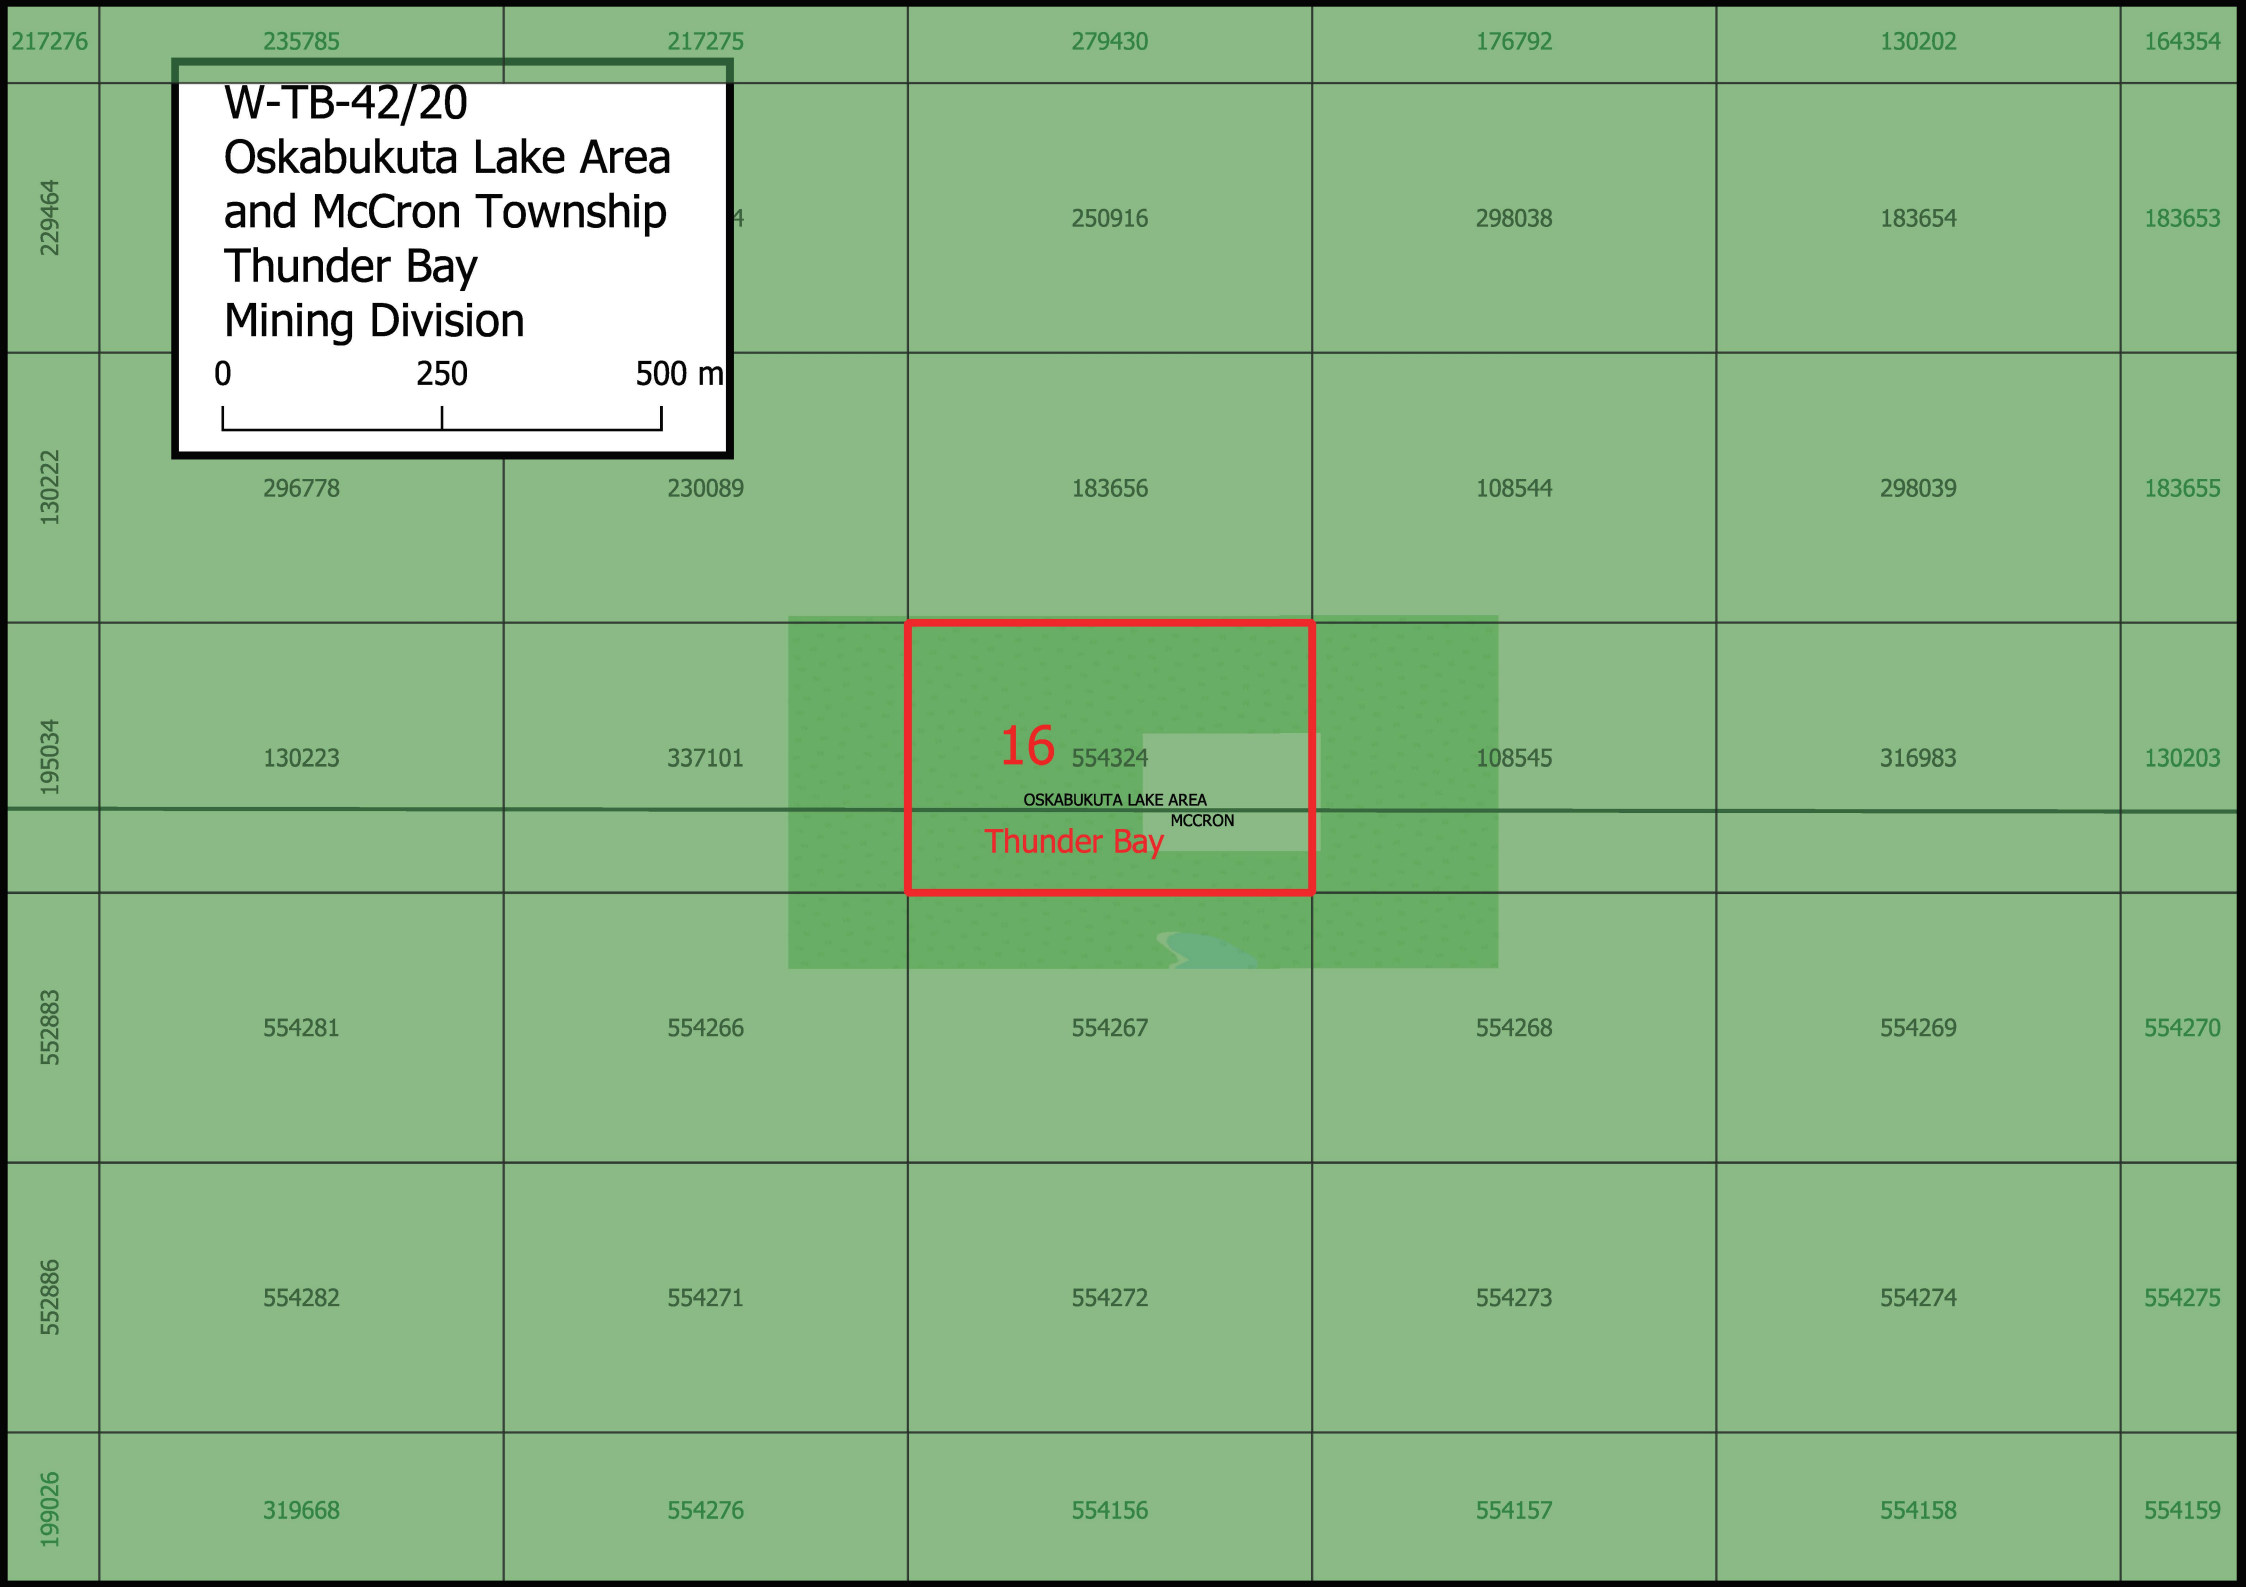 217276 235785 217275 279430 176792 130202 164354
W-TB-42/20
Oskabukuta Lake Area
and McCron Township
Thunder Bay
Mining Division
0 250 500 m
229464 4 250916 298038 183654 183653
130222 296778 230089 183656 108544 298039 183655
195034 130223 337101 16 554324 108545 316983 130203
OSKABUKUTA LAKE AREA
MCCRON
Thunder Bay
552883 554281 554266 554267 554268 554269 554270
552886 554282 554271 554272 554273 554274 554275
199026 319668 554276 554156 554157 554158 554159